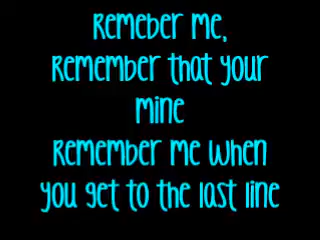 Remeber me,
Remember that your
mine
Remember me when
you get to the last line